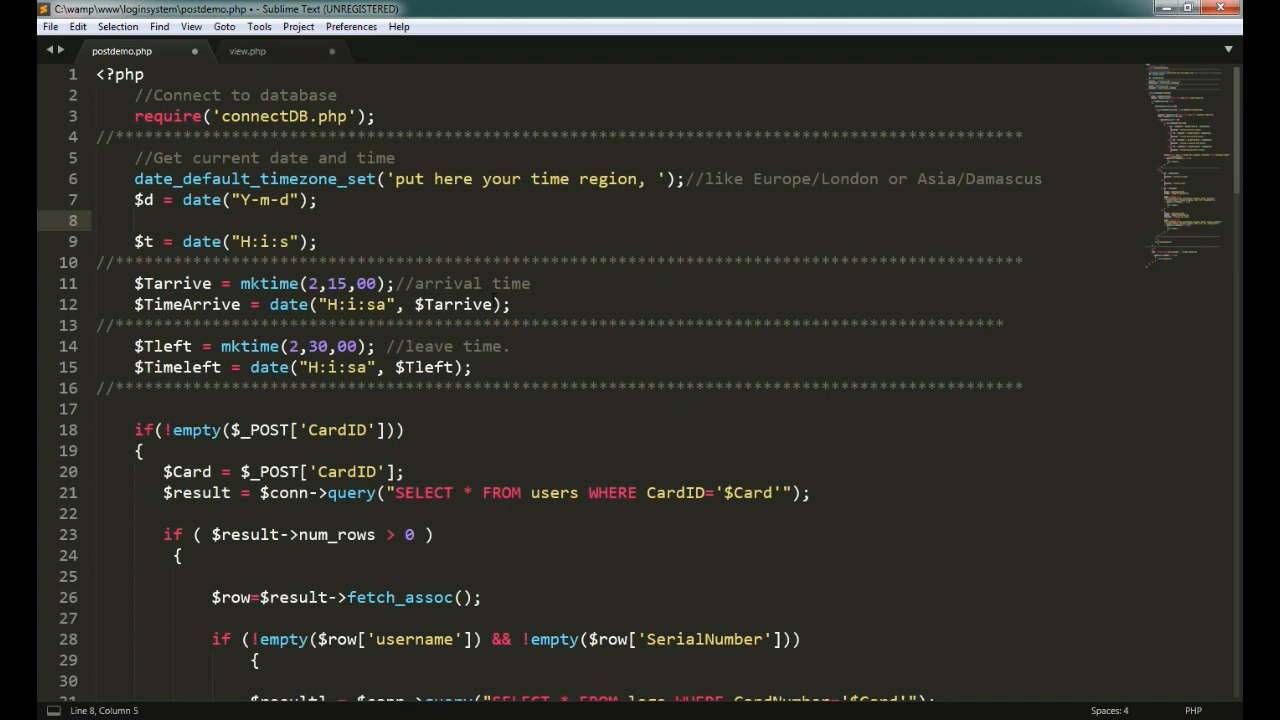 C:\wamp\www\loginsystem\postdemo.php • - Sublime Text (UNREGISTERED)
File Edit Selection Find View Goto Tools Project Preferences Help
postdemo.php view.php
1 <?php
2 //Connect to database
3 require('connectDB.php');
4 //**********************************************************************************************
5 //Get current date and time
6 date_default_timezone_set('put here your time region, ');//like Europe/London or Asia/Damascus
7 $d = date("Y-m-d");
8
9 $t = date("H:i:s");
10 //**********************************************************************************************
11 $Tarrive = mktime(2,15,00);//arrival time
12 $TimeArrive = date("H:i:sa", $Tarrive);
13 //********************************************************************************************
14 $Tleft = mktime(2,30,00); //leave time.
15 $Timeleft = date("H:i:sa", $Tleft);
16 //**********************************************************************************************
17
18 if(!empty($_POST['CardID']))
19 {
20 $Card = $_POST['CardID'];
21 $result = $conn->query("SELECT * FROM users WHERE CardID='$Card'");
22
23 if ( $result->num_rows > 0 )
24 {
25
26 $row=$result->fetch_assoc();
27
28 if (!empty($row['username']) && !empty($row['SerialNumber']))
29 {
30
Line 8, Column 5 Spaces: 4 PHP